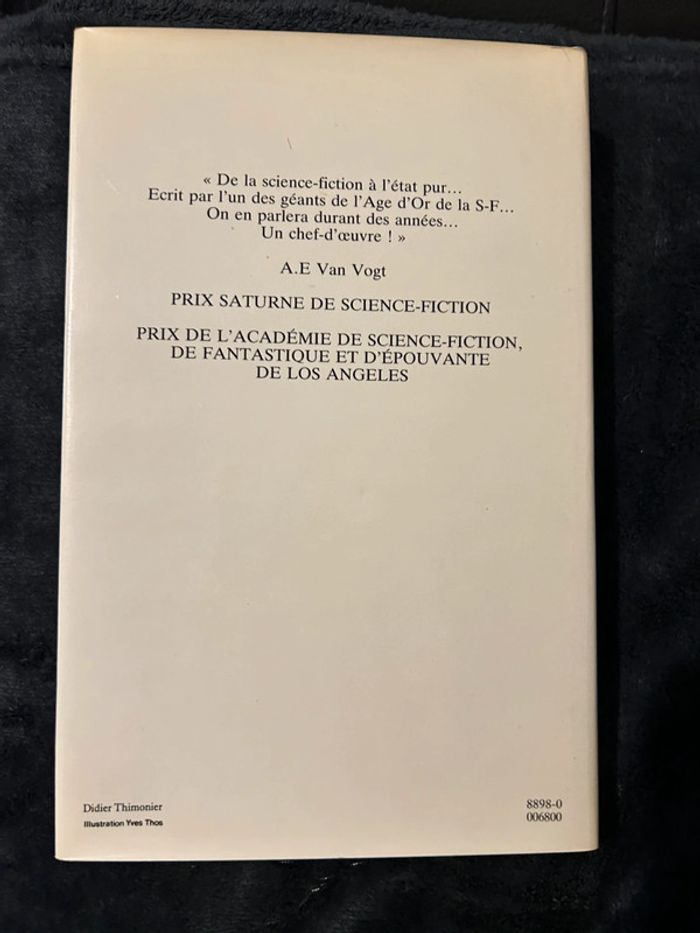 « De la science-fiction à l'état pur...
Ecrit par l'un des géants de l'Age d'Or de la S-F...
On en parlera durant des années...
Un chef-d'œuvre ! »
A.E Van Vogt
PRIX SATURNE DE SCIENCE-FICTION
PRIX DE L'ACADÉMIE DE SCIENCE-FICTION,
DE FANTASTIQUE ET D'ÉPOUVANTE
DE LOS ANGELES
Didier Thimonier
Illustration Yves Thos
8898-0
006800